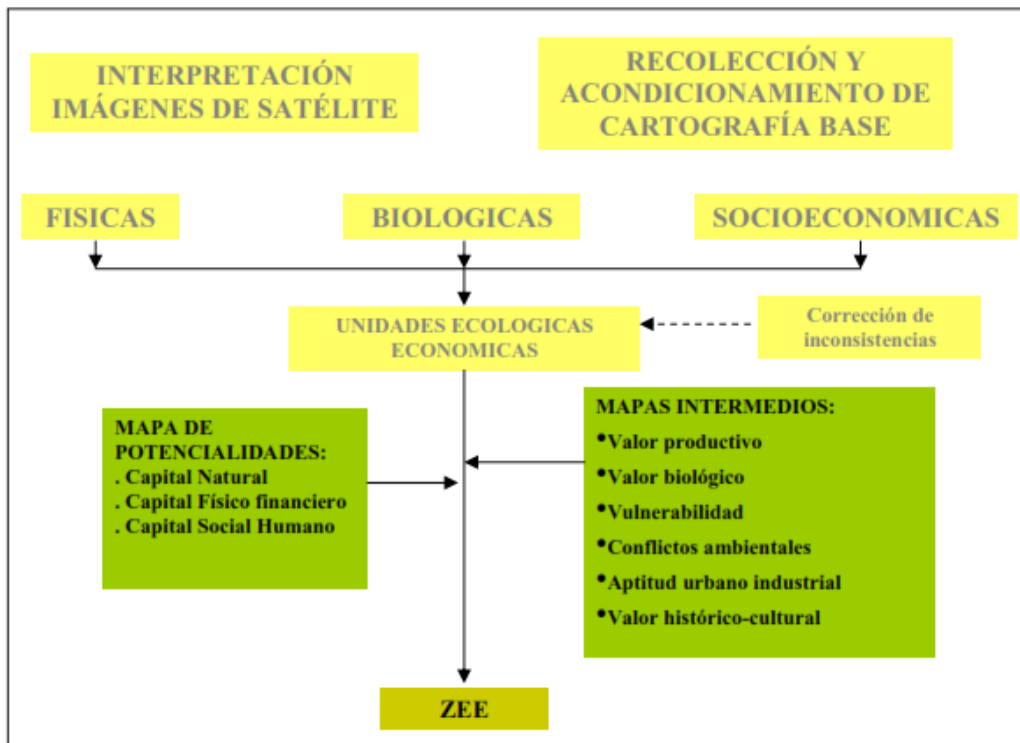 INTERPRETACIÓN
IMÁGENES DE SATÉLITE
RECOLECCIÓN Y
ACONDICIONAMIENTO DE
CARTOGRAFÍA BASE
FISICAS
BIOLOGICAS
SOCIOECONOMICAS
UNIDADES ECOLOGICAS
ECONOMICAS
Corrección de
inconsistencias
MAPA DE
POTENCIALIDADES:
. Capital Natural
. Capital Físico financiero
. Capital Social Humano
MAPAS INTERMEDIOS:
•Valor productivo
•Valor biológico
•Vulnerabilidad
•Conflictos ambientales
•Aptitud urbano industrial
•Valor histórico-cultural
ZEE